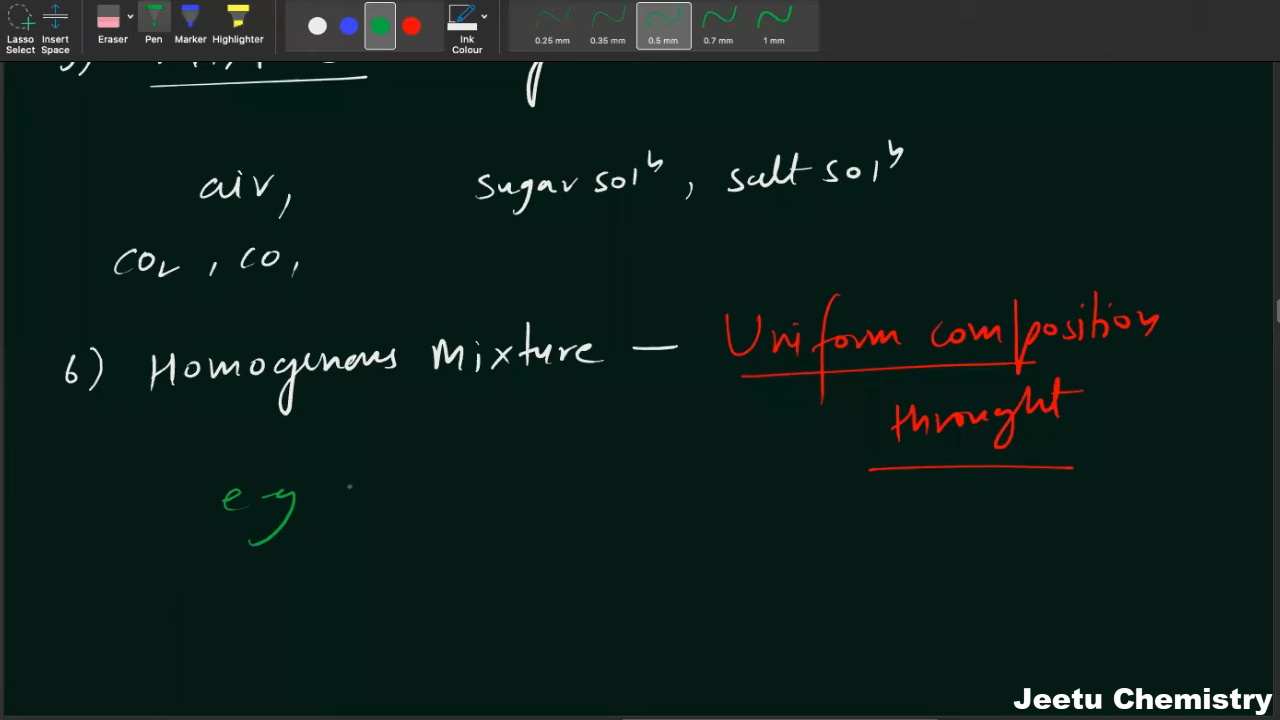 Lasso Select Insert Space Eraser Pen Marker Highlighter Ink Colour 0.25 mm 0.35 mm 0.5 mm 0.7 mm 1 mm
5)
air, sugar solⁿ, salt solⁿ
CO₂, CO,
6) Homogenous Mixture — Uniform composition
throught
eg
Jeetu Chemistry